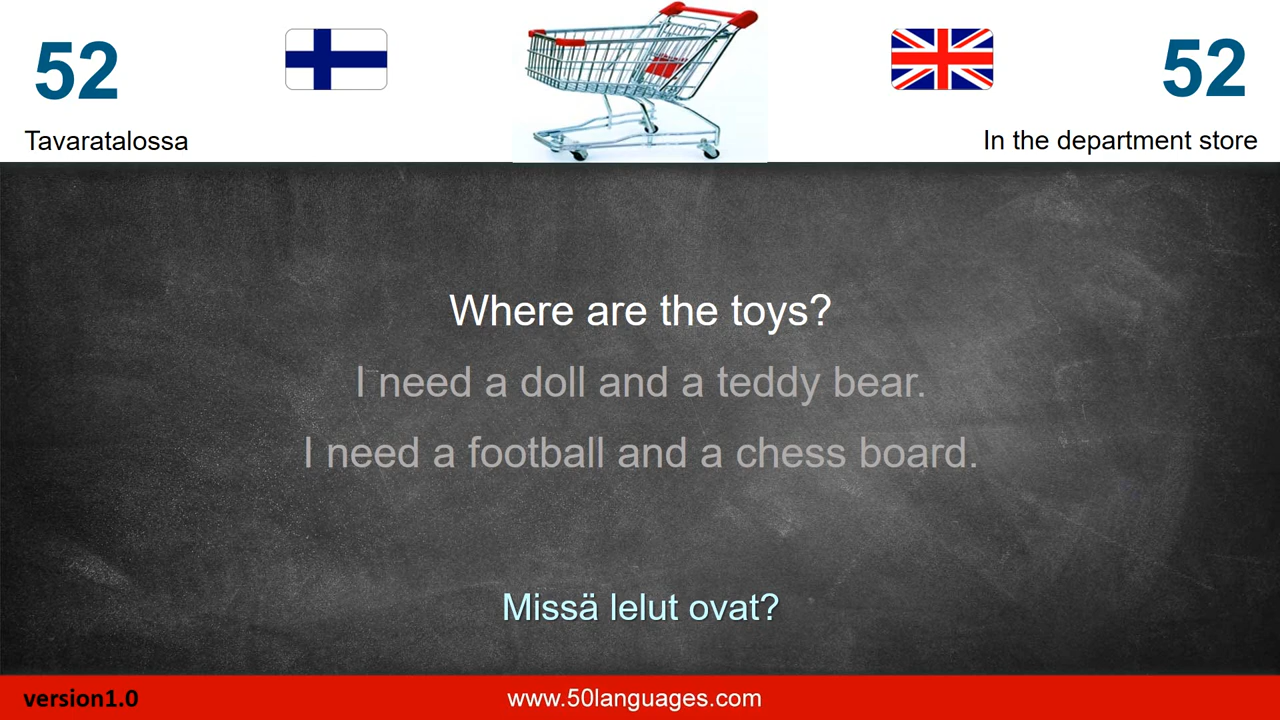 52
52
Tavaratalossa
In the department store
Where are the toys?
I need a doll and a teddy bear.
I need a football and a chess board.
Missä lelut ovat?
version1.0
www.50languages.com